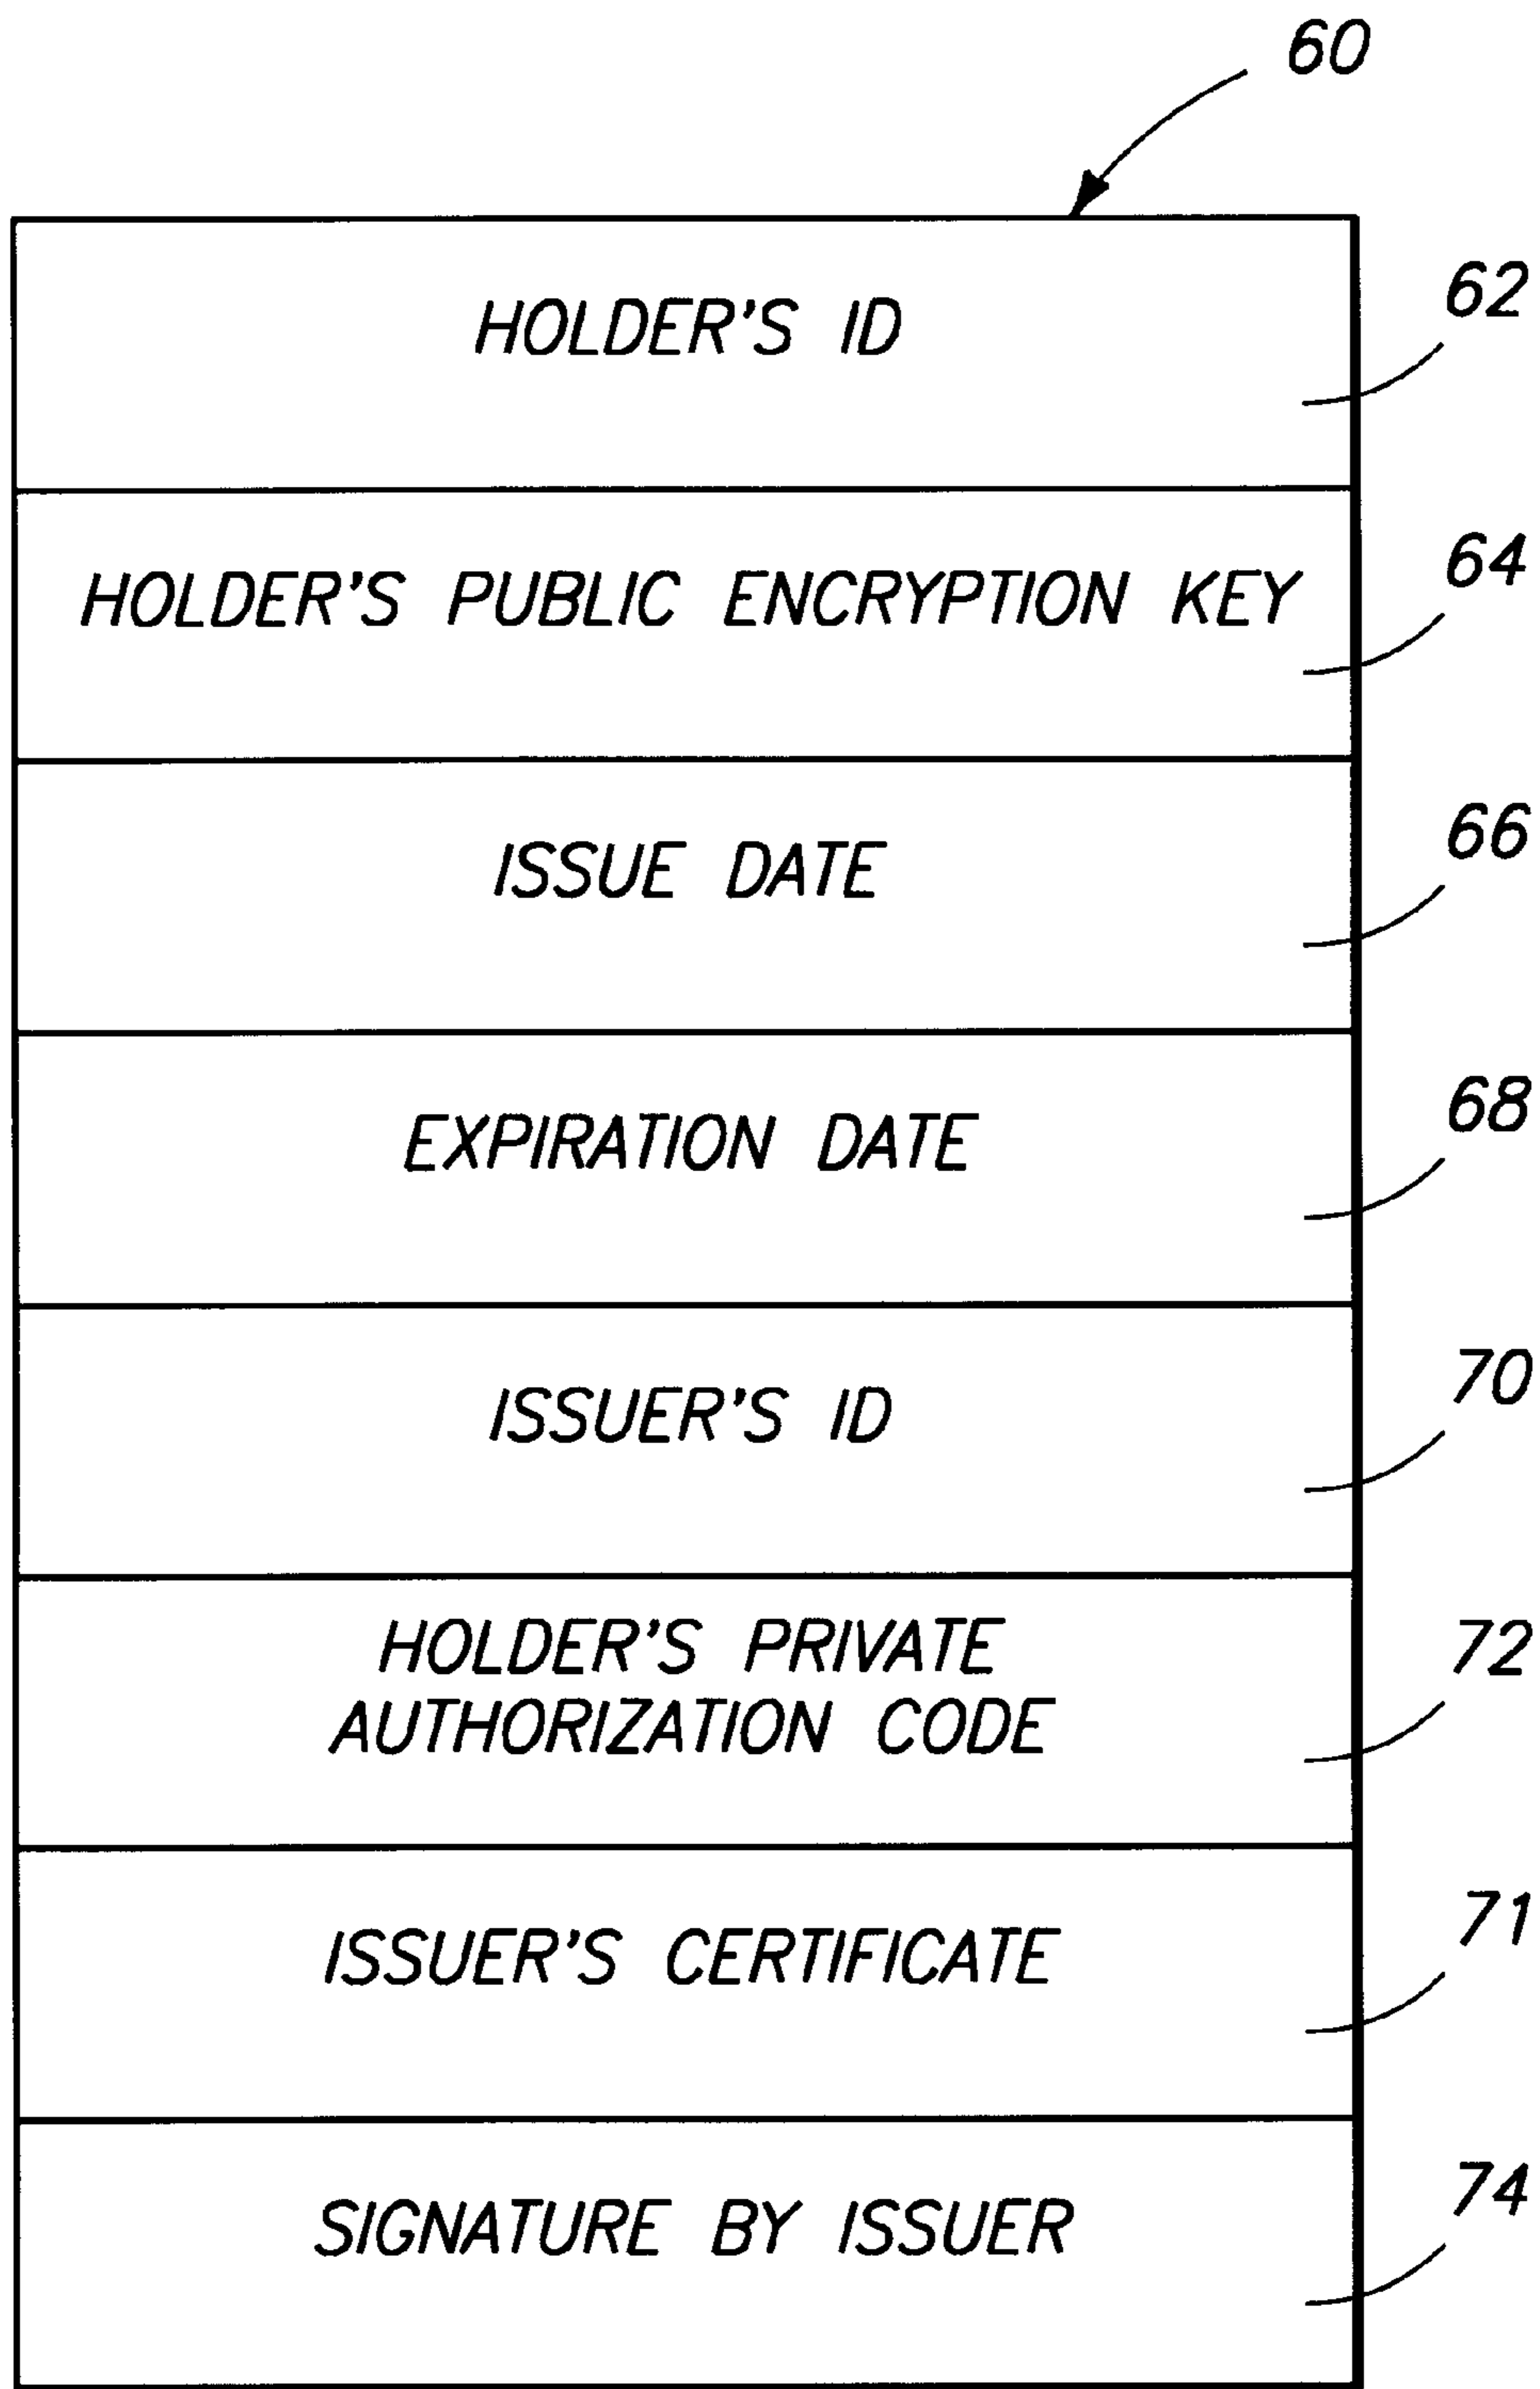 60
HOLDER'S ID
62
HOLDER'S PUBLIC ENCRYPTION KEY
64
ISSUE DATE
66
EXPIRATION DATE
68
ISSUER'S ID
70
HOLDER'S PRIVATE
AUTHORIZATION CODE
72
ISSUER'S CERTIFICATE
71
SIGNATURE BY ISSUER
74